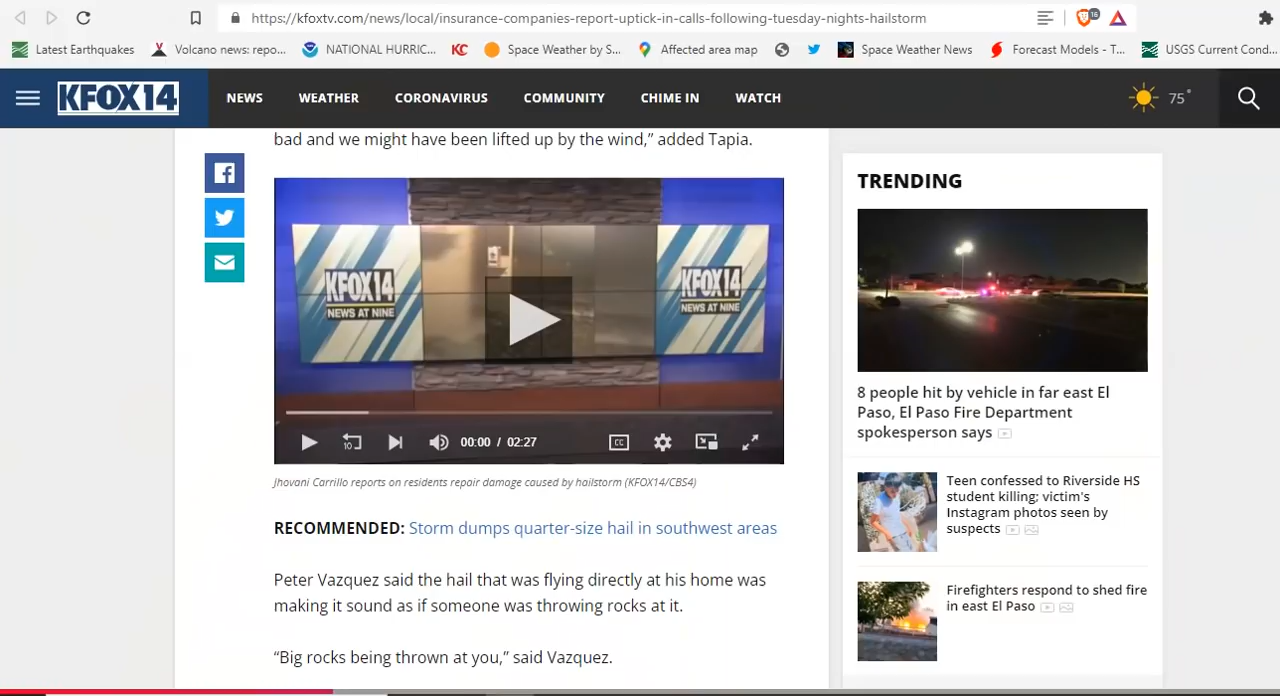 https://kfoxtv.com/news/local/insurance-companies-report-uptick-in-calls-following-tuesday-nights-hailstorm
16
Latest Earthquakes
Volcano news: repo...
NATIONAL HURRIC...
KC
Space Weather by S...
Affected area map
Space Weather News
Forecast Models - T...
USGS Current Cond...
KFOX14
NEWS
WEATHER
CORONAVIRUS
COMMUNITY
CHIME IN
WATCH
75°
bad and we might have been lifted up by the wind,” added Tapia.
KFOX14
NEWS AT NINE
KFOX14
NEWS AT NINE
10
00:00 / 02:27
CC
Jhovani Carrillo reports on residents repair damage caused by hailstorm (KFOX14/CBS4)
RECOMMENDED: Storm dumps quarter-size hail in southwest areas
Peter Vazquez said the hail that was flying directly at his home was
making it sound as if someone was throwing rocks at it.
“Big rocks being thrown at you,” said Vazquez.
TRENDING
8 people hit by vehicle in far east El
Paso, El Paso Fire Department
spokesperson says
Teen confessed to Riverside HS
student killing; victim's
Instagram photos seen by
suspects
Firefighters respond to shed fire
in east El Paso